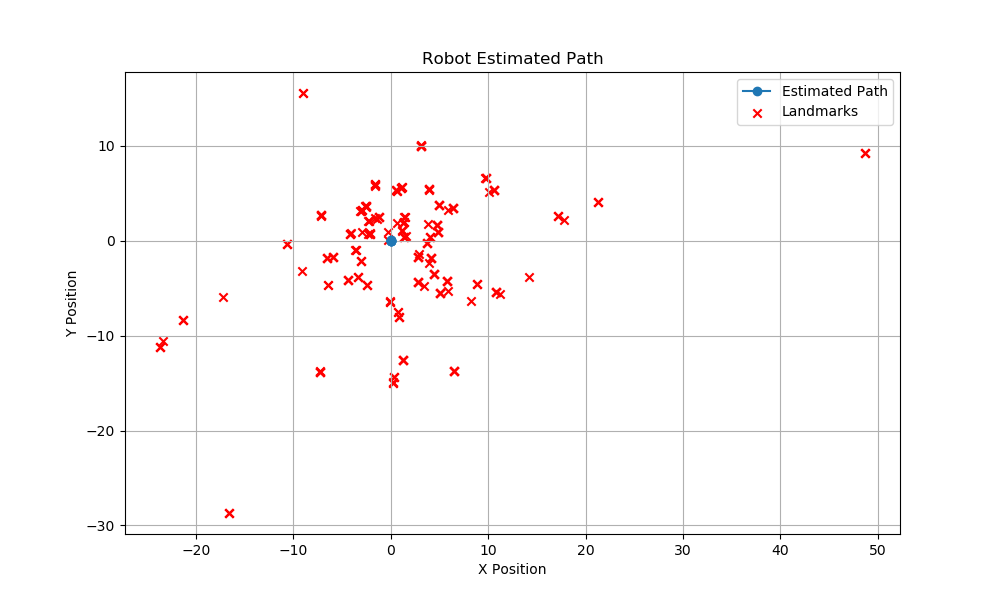 Robot Estimated Path
Estimated Path
Landmarks
Y Position
10
0
−10
−20
−30
−20
−10
0
10
20
30
40
50
X Position